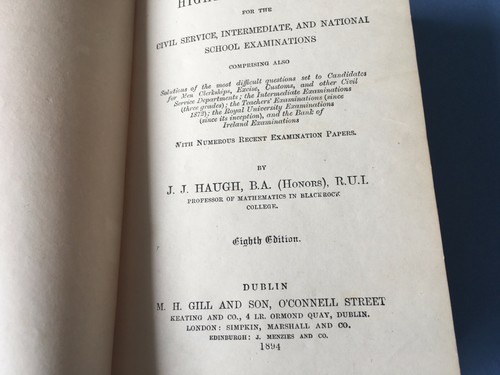 HIGH
FOR THE
CIVIL SERVICE, INTERMEDIATE, AND NATIONAL
SCHOOL EXAMINATIONS
COMPRISING ALSO
Solutions of the most difficult questions set to Candidates
for Men Clerkships, Excise, Customs, and other Civil
Service Departments; the Intermediate Examinations
(three grades); the Teachers' Examinations (since
1872); the Royal University Examinations
(since its inception), and the Bank of
Ireland Examinations
WITH NUMEROUS RECENT EXAMINATION PAPERS.
BY
J. J. HAUGH, B.A. (HONORS), R.U.I.
PROFESSOR OF MATHEMATICS IN BLACKROCK
COLLEGE.
Eighth Edition.
DUBLIN
M. H. GILL AND SON, O'CONNELL STREET
KEATING AND CO., 4 LR. ORMOND QUAY, DUBLIN.
LONDON: SIMPKIN, MARSHALL AND CO.
EDINBURGH: J. MENZIES AND CO.
1894